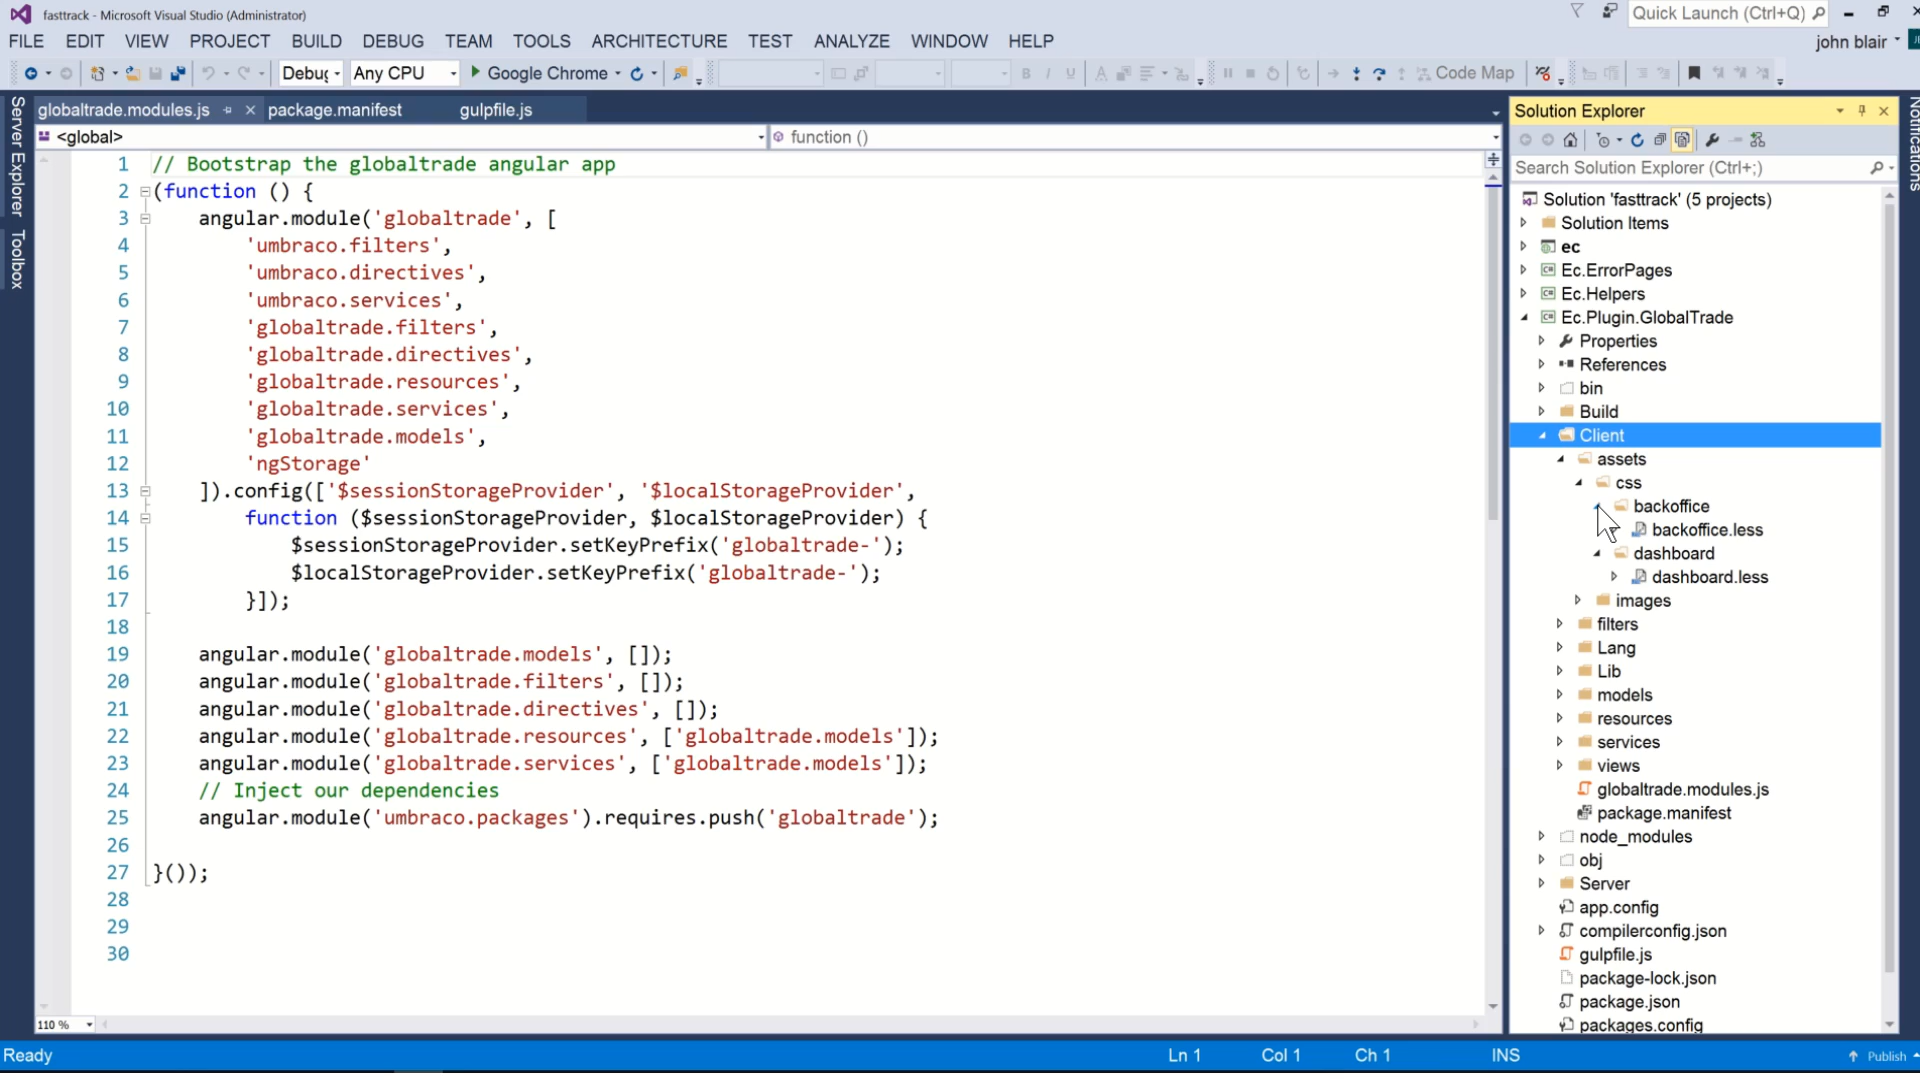 fasttrack - Microsoft Visual Studio (Administrator)
Quick Launch (Ctrl+Q)
FILE EDIT VIEW PROJECT BUILD DEBUG TEAM TOOLS ARCHITECTURE TEST ANALYZE WINDOW HELP
john blair
Debug Any CPU Google Chrome Code Map
Server Explorer
Toolbox
Notifications
globaltrade.modules.js package.manifest gulpfile.js
<global> function ()
1 // Bootstrap the globaltrade angular app
2 (function () {
3 angular.module('globaltrade', [
4 'umbraco.filters',
5 'umbraco.directives',
6 'umbraco.services',
7 'globaltrade.filters',
8 'globaltrade.directives',
9 'globaltrade.resources',
10 'globaltrade.services',
11 'globaltrade.models',
12 'ngStorage'
13 ]).config(['$sessionStorageProvider', '$localStorageProvider',
14 function ($sessionStorageProvider, $localStorageProvider) {
15 $sessionStorageProvider.setKeyPrefix('globaltrade-');
16 $localStorageProvider.setKeyPrefix('globaltrade-');
17 }]);
18
19 angular.module('globaltrade.models', []);
20 angular.module('globaltrade.filters', []);
21 angular.module('globaltrade.directives', []);
22 angular.module('globaltrade.resources', ['globaltrade.models']);
23 angular.module('globaltrade.services', ['globaltrade.models']);
24 // Inject our dependencies
25 angular.module('umbraco.packages').requires.push('globaltrade');
26
27 }());
28
29
30
110 %
Solution Explorer
Search Solution Explorer (Ctrl+;)
Solution 'fasttrack' (5 projects)
Solution Items
ec
Ec.ErrorPages
Ec.Helpers
Ec.Plugin.GlobalTrade
Properties
References
bin
Build
Client
assets
css
backoffice
backoffice.less
dashboard
dashboard.less
images
filters
Lang
Lib
models
resources
services
views
globaltrade.modules.js
package.manifest
node_modules
obj
Server
app.config
compilerconfig.json
gulpfile.js
package-lock.json
package.json
packages.config
Ready Ln 1 Col 1 Ch 1 INS Publish